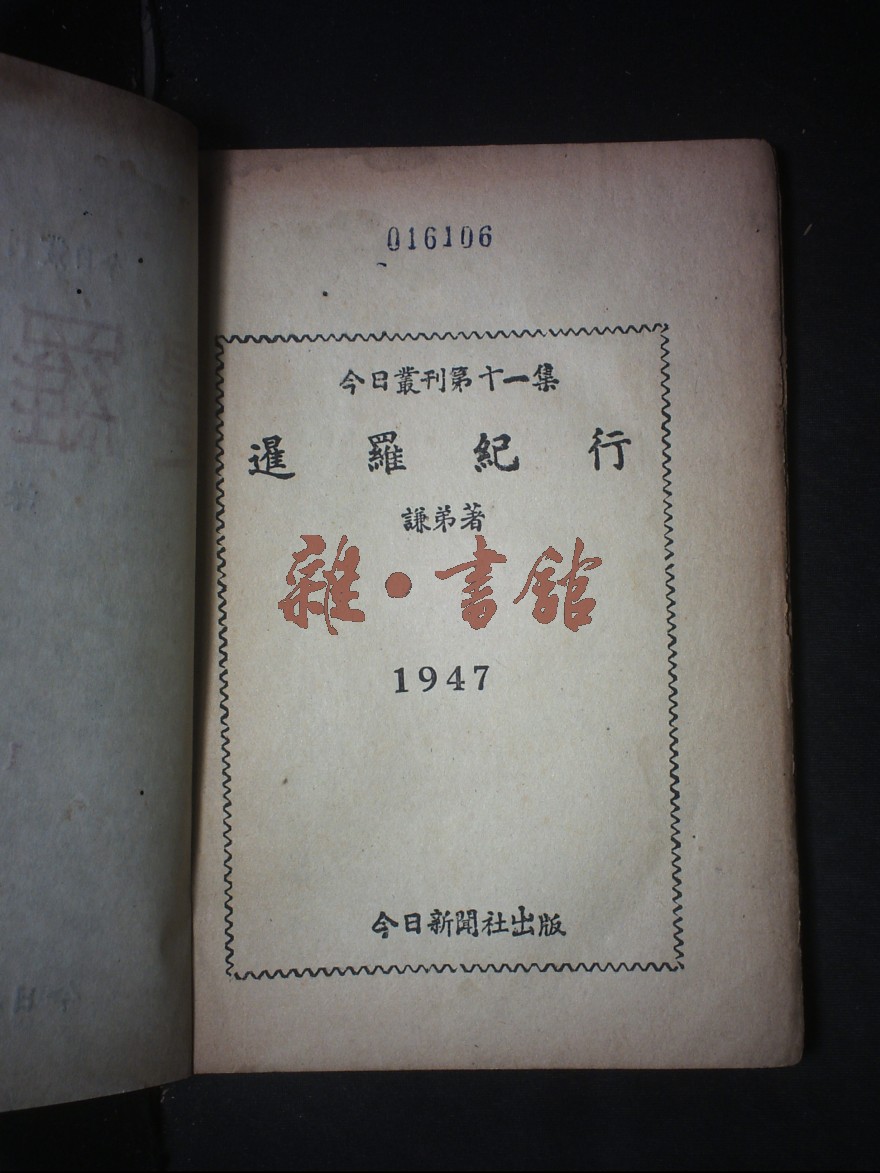 016106
今日叢刊第十一集
暹羅紀行
謙弟著
雜·書館
1947
今日新聞社出版